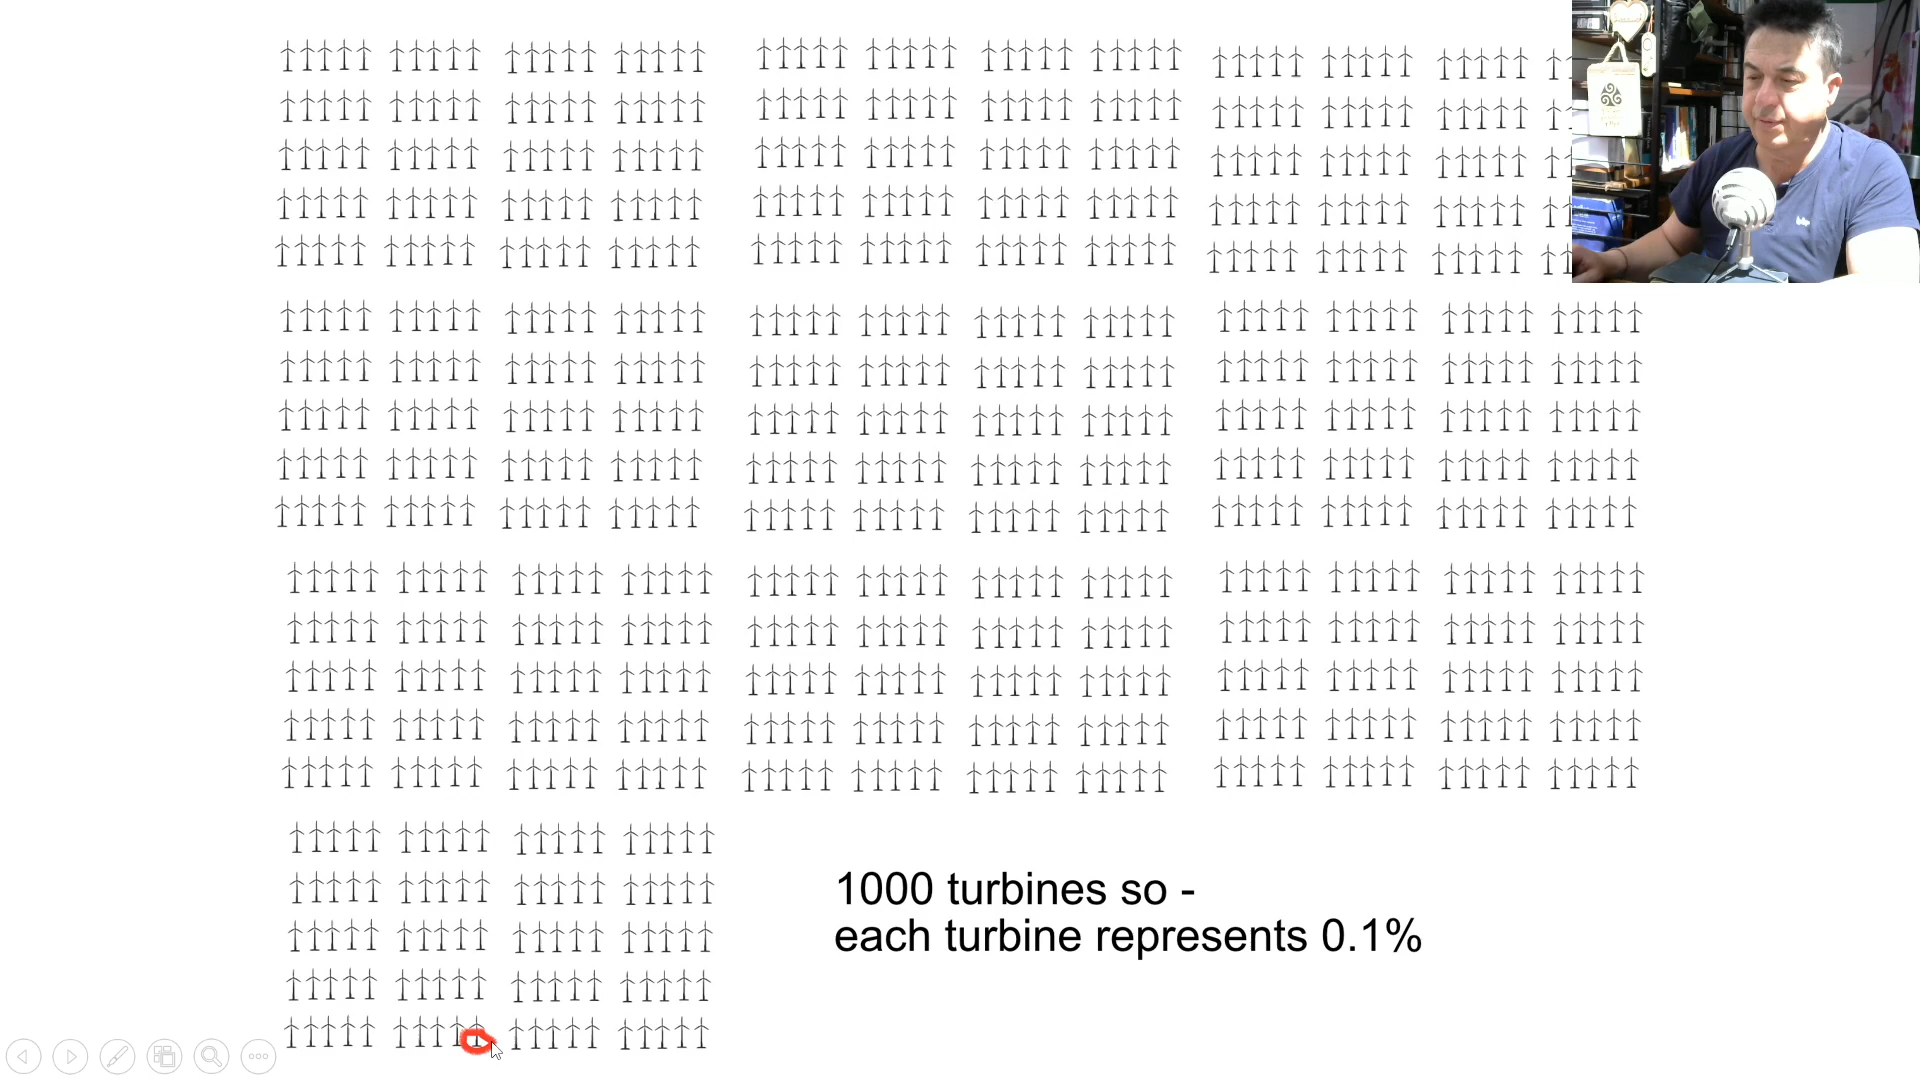 1000 turbines so -
each turbine represents 0.1%